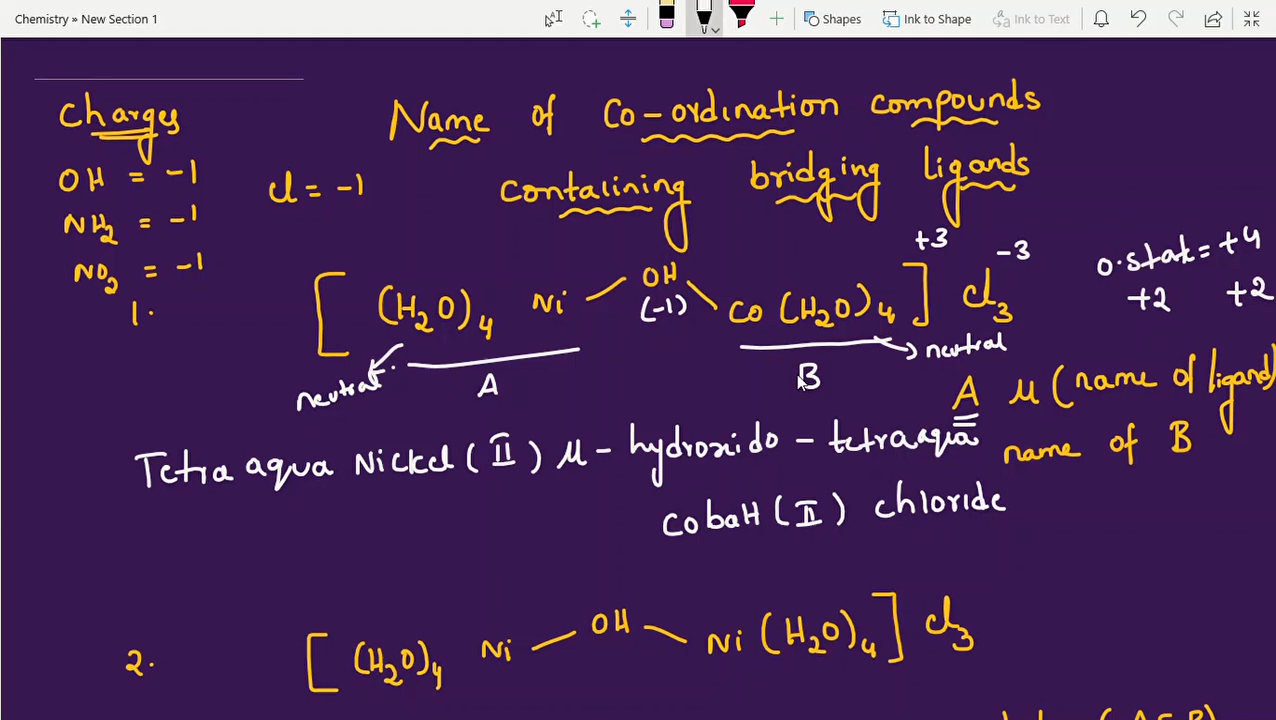 Chemistry » New Section 1
Shapes Ink to Shape Ink to Text
Charges
OH = -1
NH2 = -1
NO2 = -1
Cl = -1
Name of Co-ordination compounds
containing bridging ligands
1. [(H2O)4 Ni — OH — Co (H2O)4] Cl3
+3 -3
(-1)
o.stat = +4
+2 +2
neutral A B neutral
A μ (name of ligand)
name of B
Tetra aqua Nickel (II) μ - hydroxido - tetraaqua
cobalt (II) chloride
2. [(H2O)4 Ni — OH — Ni (H2O)4] Cl3